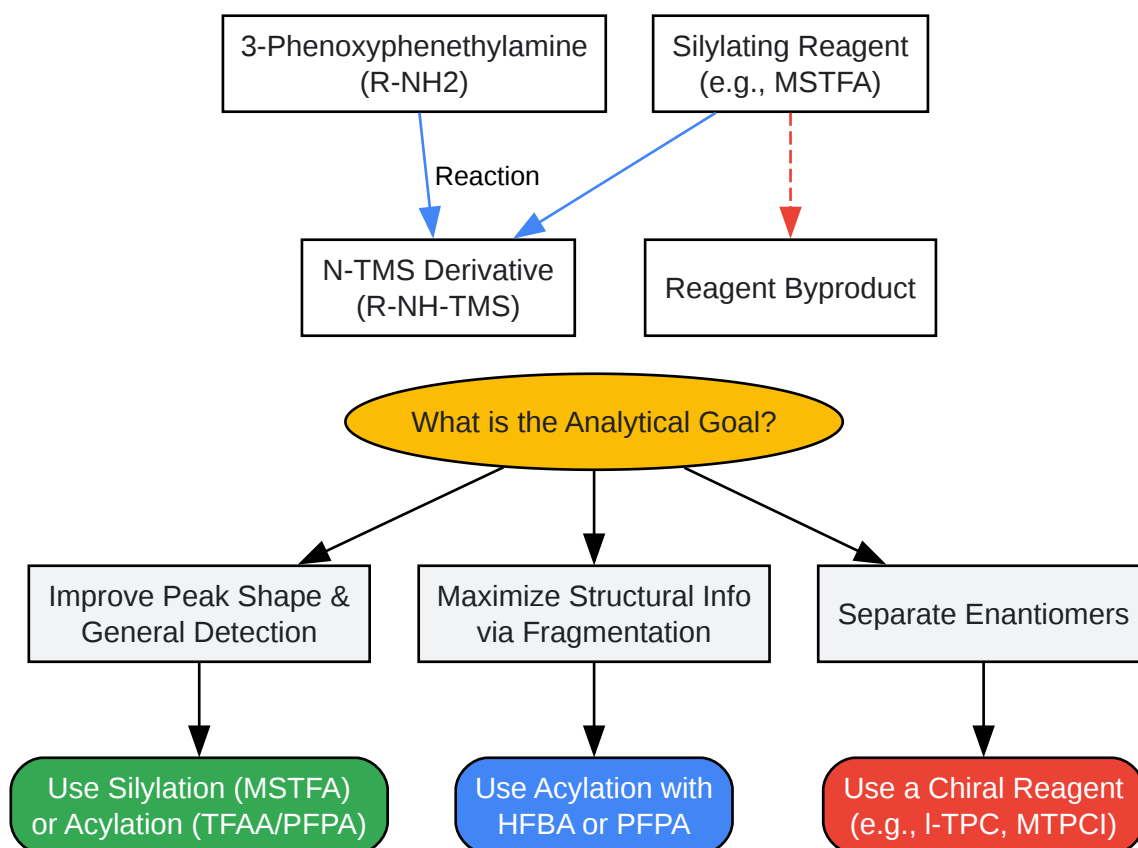 3-Phenoxyphenethylamine
(R-NH2)
Silylating Reagent
(e.g., MSTFA)
Reaction
N-TMS Derivative
(R-NH-TMS)
Reagent Byproduct
What is the Analytical Goal?
Improve Peak Shape &
General Detection
Maximize Structural Info
via Fragmentation
Separate Enantiomers
Use Silylation (MSTFA)
or Acylation (TFAA/PFPA)
Use Acylation with
HFBA or PFPA
Use a Chiral Reagent
(e.g., l-TPC, MTPCl)